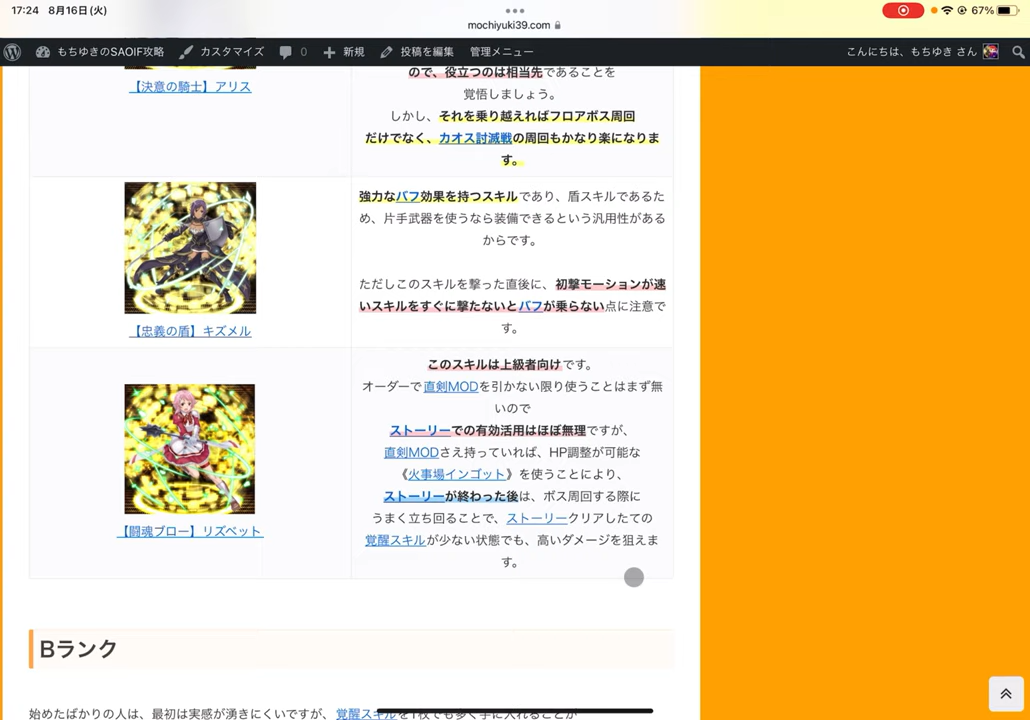 17:24 8月16日(火)
67%
mochiyuki39.com
もちゆきのSAOIF攻略 カスタマイズ 0 新規 投稿を編集 管理メニュー こんにちは、もちゆき さん
【決意の騎士】アリス
ので、役立つのは相当先であることを
覚悟しましょう。
しかし、それを乗り越えればフロアボス周回
だけでなく、カオス討滅戦の周回もかなり楽になりま
す。
【忠義の盾】キズメル
強力なバフ効果を持つスキルであり、盾スキルであるた
め、片手武器を使うなら装備できるという汎用性がある
からです。
ただしこのスキルを撃った直後に、初撃モーションが速
いスキルをすぐに撃たないとバフが乗らない点に注意で
す。
【闘魂ブロー】リズベット
このスキルは上級者向けです。
オーダーで直剣MODを引かない限り使うことはまず無
いので
ストーリーでの有効活用はほぼ無理ですが、
直剣MODさえ持っていれば、HP調整が可能な
《火事場インゴット》を使うことにより、
ストーリーが終わった後は、ボス周回する際に
うまく立ち回ることで、ストーリークリアしたての
覚醒スキルが少ない状態でも、高いダメージを狙えま
す。
Bランク
始めたばかりの人は、最初は実感が湧きにくいですが、覚醒スキルを1枚でも多く手に入れることが